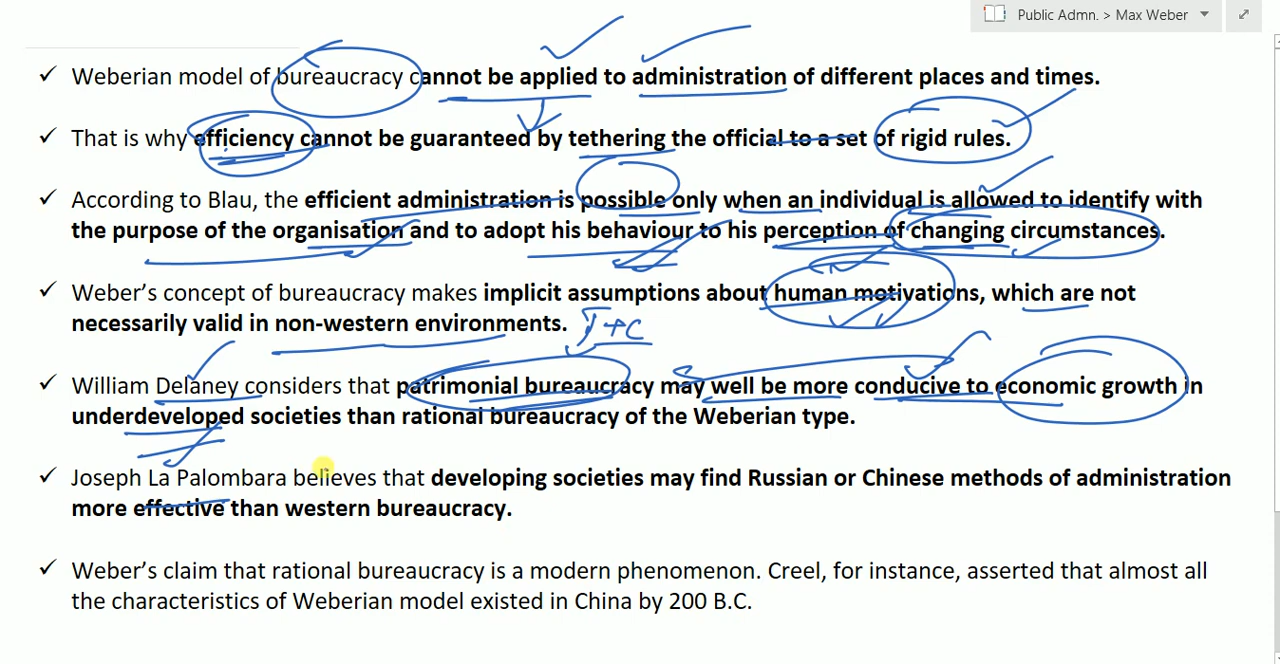 Public Admn. > Max Weber
✓ Weberian model of bureaucracy cannot be applied to administration of different places and times.
✓ That is why efficiency cannot be guaranteed by tethering the official to a set of rigid rules.
✓ According to Blau, the efficient administration is possible only when an individual is allowed to identify with
the purpose of the organisation and to adopt his behaviour to his perception of changing circumstances.
✓ Weber's concept of bureaucracy makes implicit assumptions about human motivations, which are not
necessarily valid in non-western environments.
T+C
✓ William Delaney considers that patrimonial bureaucracy may well be more conducive to economic growth in
underdeveloped societies than rational bureaucracy of the Weberian type.
✓ Joseph La Palombara believes that developing societies may find Russian or Chinese methods of administration
more effective than western bureaucracy.
✓ Weber's claim that rational bureaucracy is a modern phenomenon. Creel, for instance, asserted that almost all
the characteristics of Weberian model existed in China by 200 B.C.